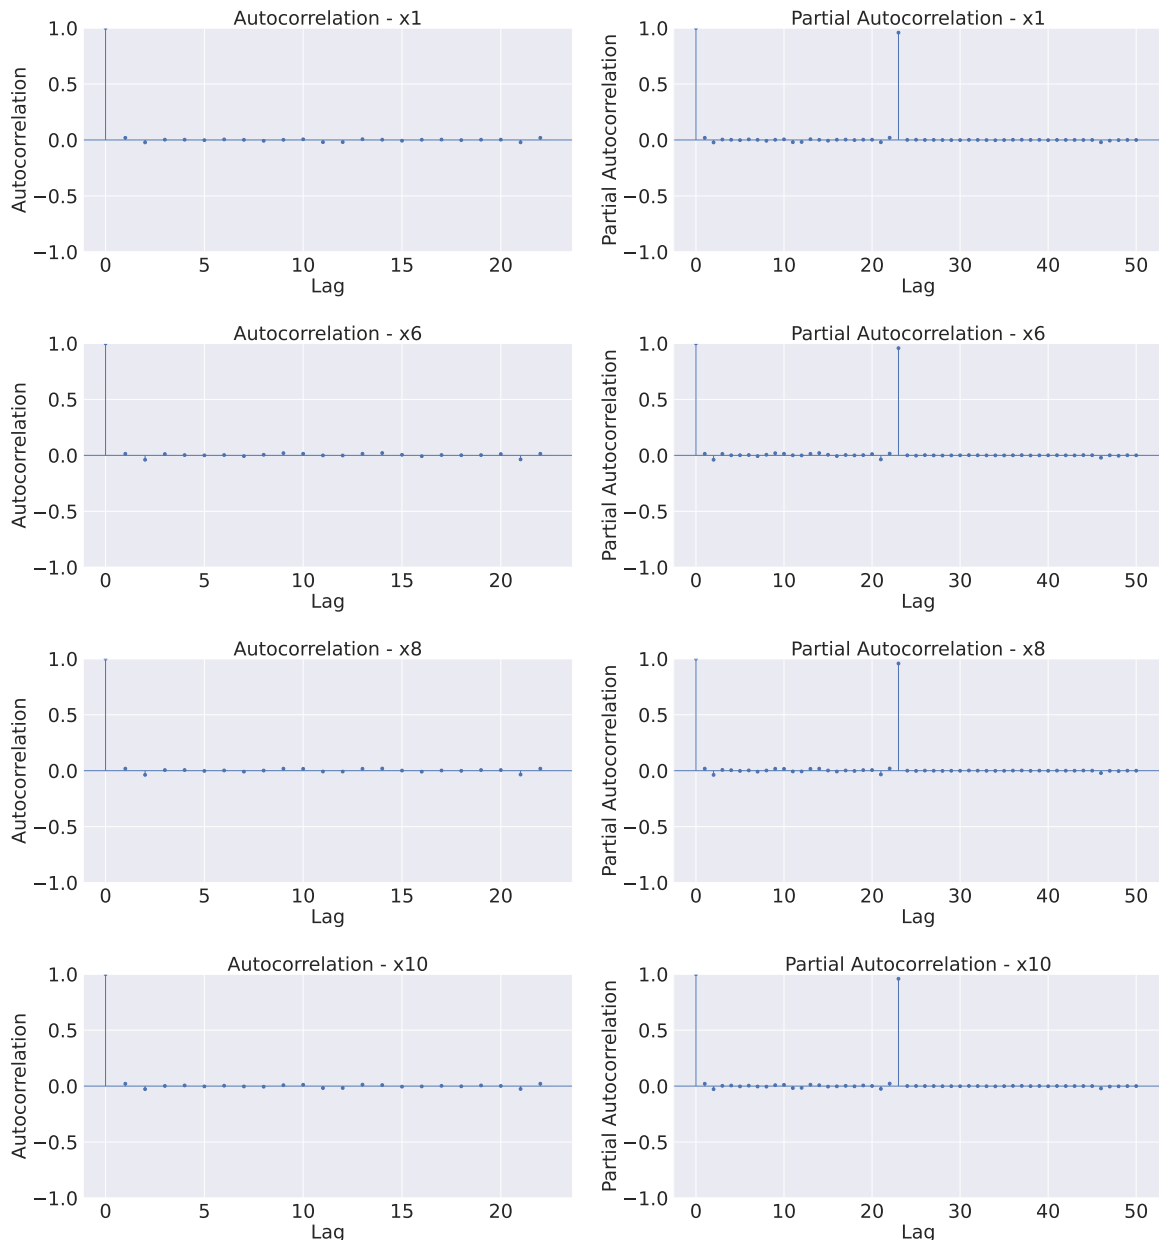 Autocorrelation - x1
Autocorrelation
1.0
0.5
0.0
−0.5
−1.0
0 5 10 15 20
Lag
Partial Autocorrelation - x1
Partial Autocorrelation
1.0
0.5
0.0
−0.5
−1.0
0 10 20 30 40 50
Lag
Autocorrelation - x6
Autocorrelation
1.0
0.5
0.0
−0.5
−1.0
0 5 10 15 20
Lag
Partial Autocorrelation - x6
Partial Autocorrelation
1.0
0.5
0.0
−0.5
−1.0
0 10 20 30 40 50
Lag
Autocorrelation - x8
Autocorrelation
1.0
0.5
0.0
−0.5
−1.0
0 5 10 15 20
Lag
Partial Autocorrelation - x8
Partial Autocorrelation
1.0
0.5
0.0
−0.5
−1.0
0 10 20 30 40 50
Lag
Autocorrelation - x10
Autocorrelation
1.0
0.5
0.0
−0.5
−1.0
0 5 10 15 20
Lag
Partial Autocorrelation - x10
Partial Autocorrelation
1.0
0.5
0.0
−0.5
−1.0
0 10 20 30 40 50
Lag